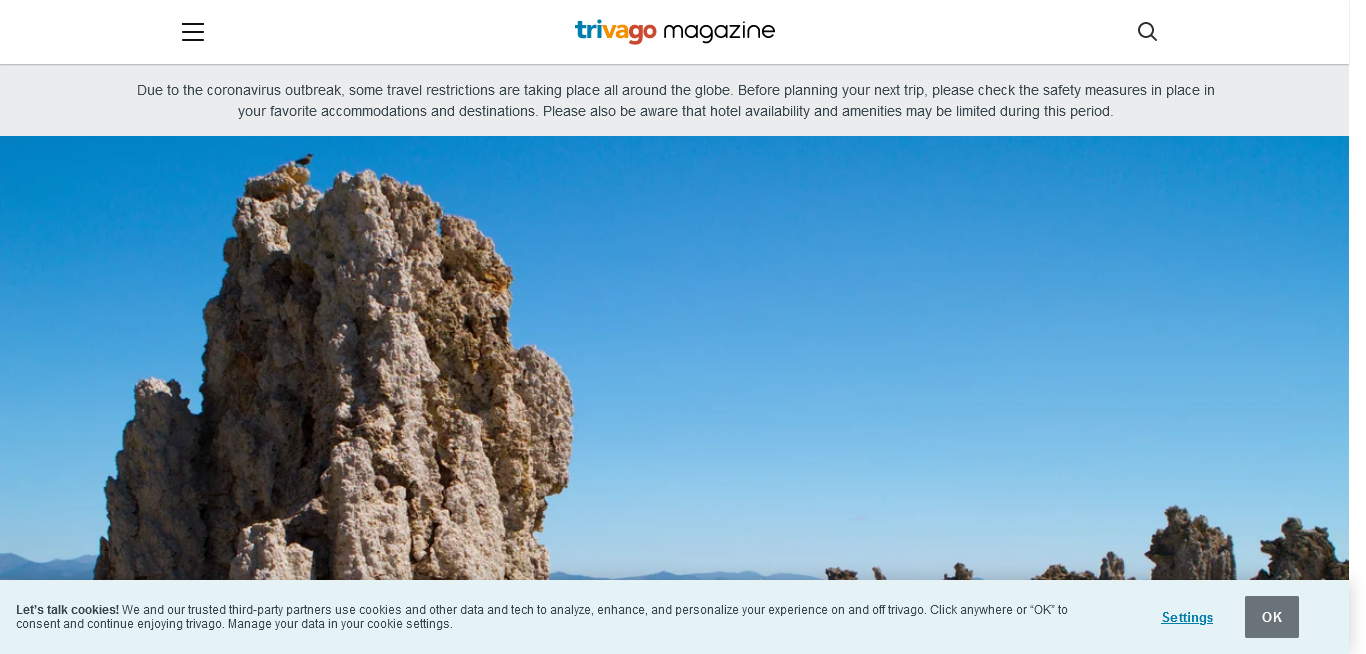 trivago magazine
Due to the coronavirus outbreak, some travel restrictions are taking place all around the globe. Before planning your next trip, please check the safety measures in place in
your favorite accommodations and destinations. Please also be aware that hotel availability and amenities may be limited during this period.
Let's talk cookies! We and our trusted third-party partners use cookies and other data and tech to analyze, enhance, and personalize your experience on and off trivago. Click anywhere or “OK” to
consent and continue enjoying trivago. Manage your data in your cookie settings.
Settings
OK